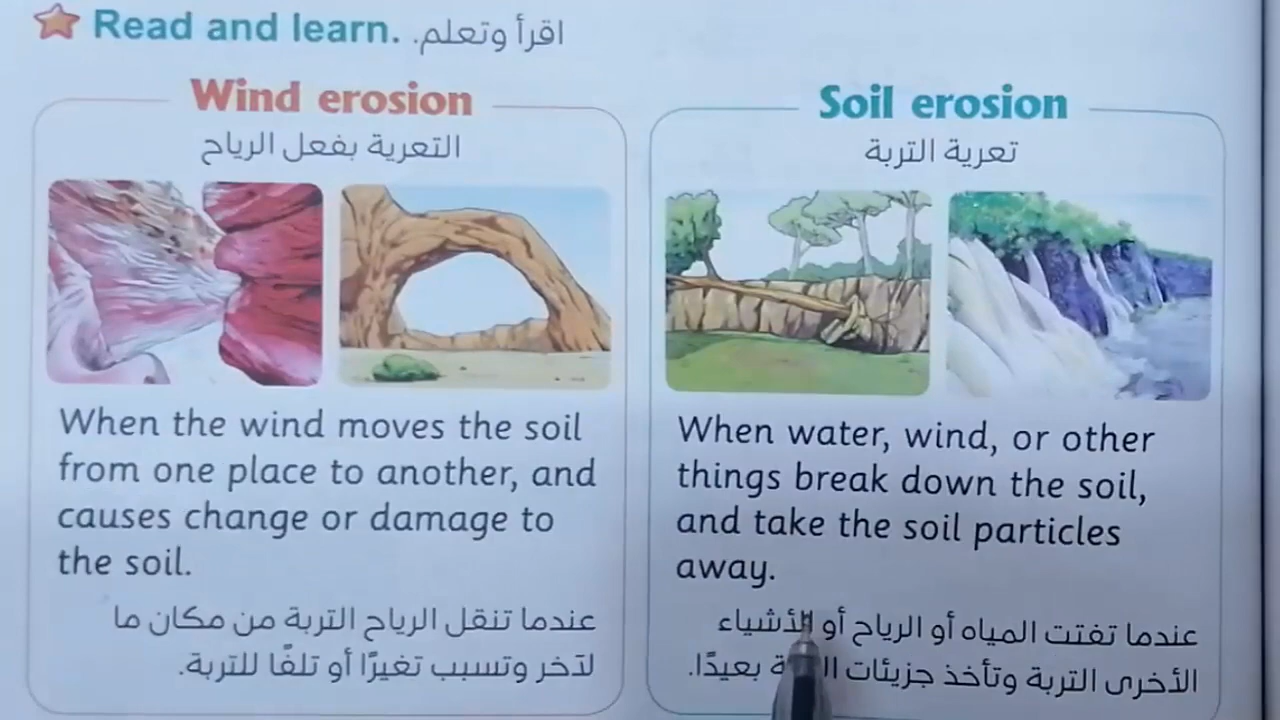 Read and learn. اقرأ وتعلم.
Wind erosion
التعرية بفعل الرياح
When the wind moves the soil
from one place to another, and
causes change or damage to
the soil.
عندما تنقل الرياح التربة من مكان ما
لآخر وتسبب تغيرًا أو تلفًا للتربة.
Soil erosion
تعرية التربة
When water, wind, or other
things break down the soil,
and take the soil particles
away.
عندما تفتت المياه أو الرياح أو الأشياء
الأخرى التربة وتأخذ جزيئات بعيدًا.